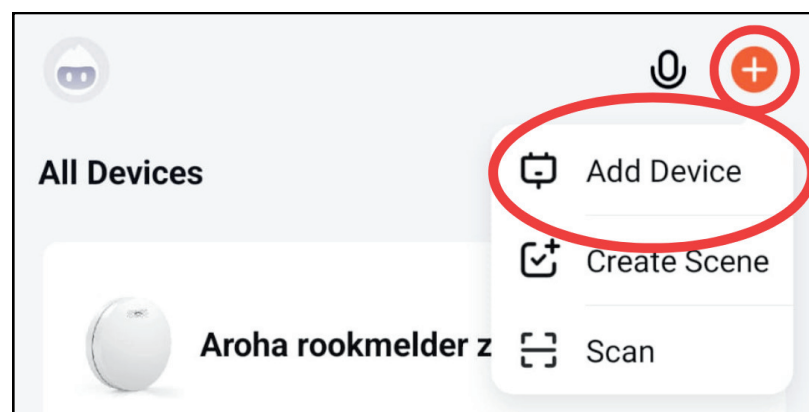 Add Device
All Devices
Create Scene
Aroha rookmelder z
Scan